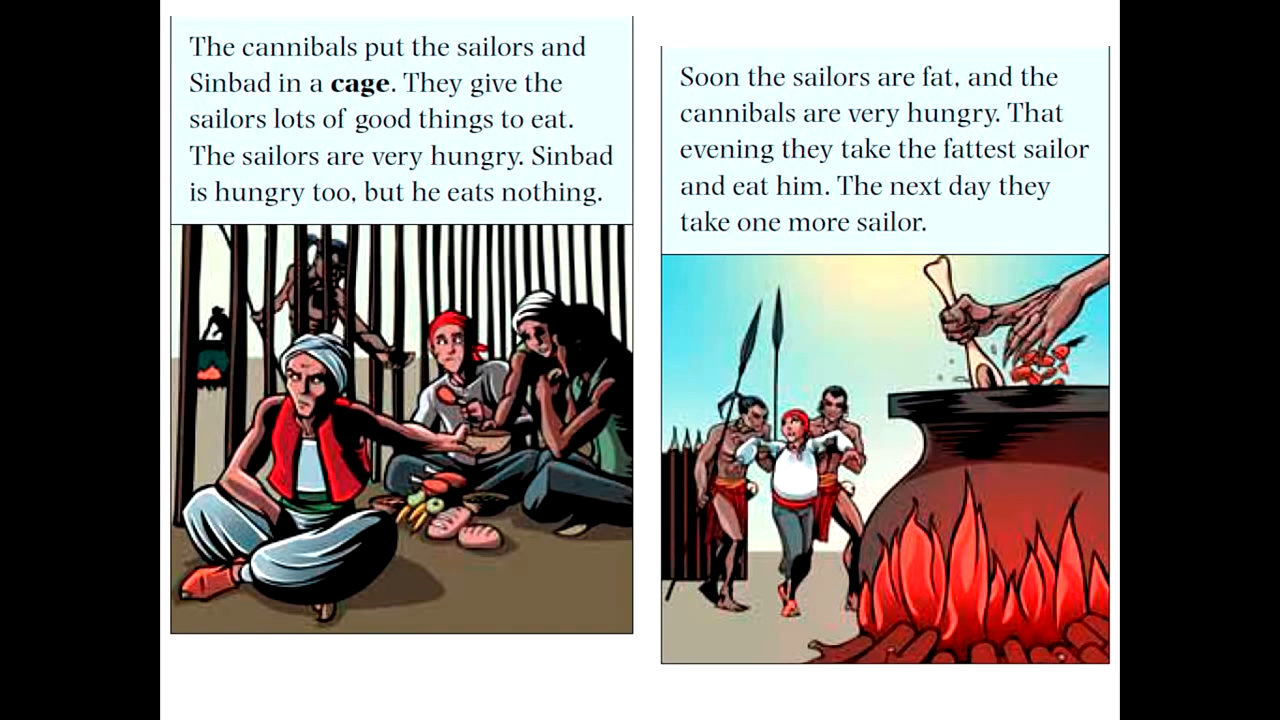 The cannibals put the sailors and
Sinbad in a cage. They give the
sailors lots of good things to eat.
The sailors are very hungry. Sinbad
is hungry too, but he eats nothing.
Soon the sailors are fat, and the
cannibals are very hungry. That
evening they take the fattest sailor
and eat him. The next day they
take one more sailor.